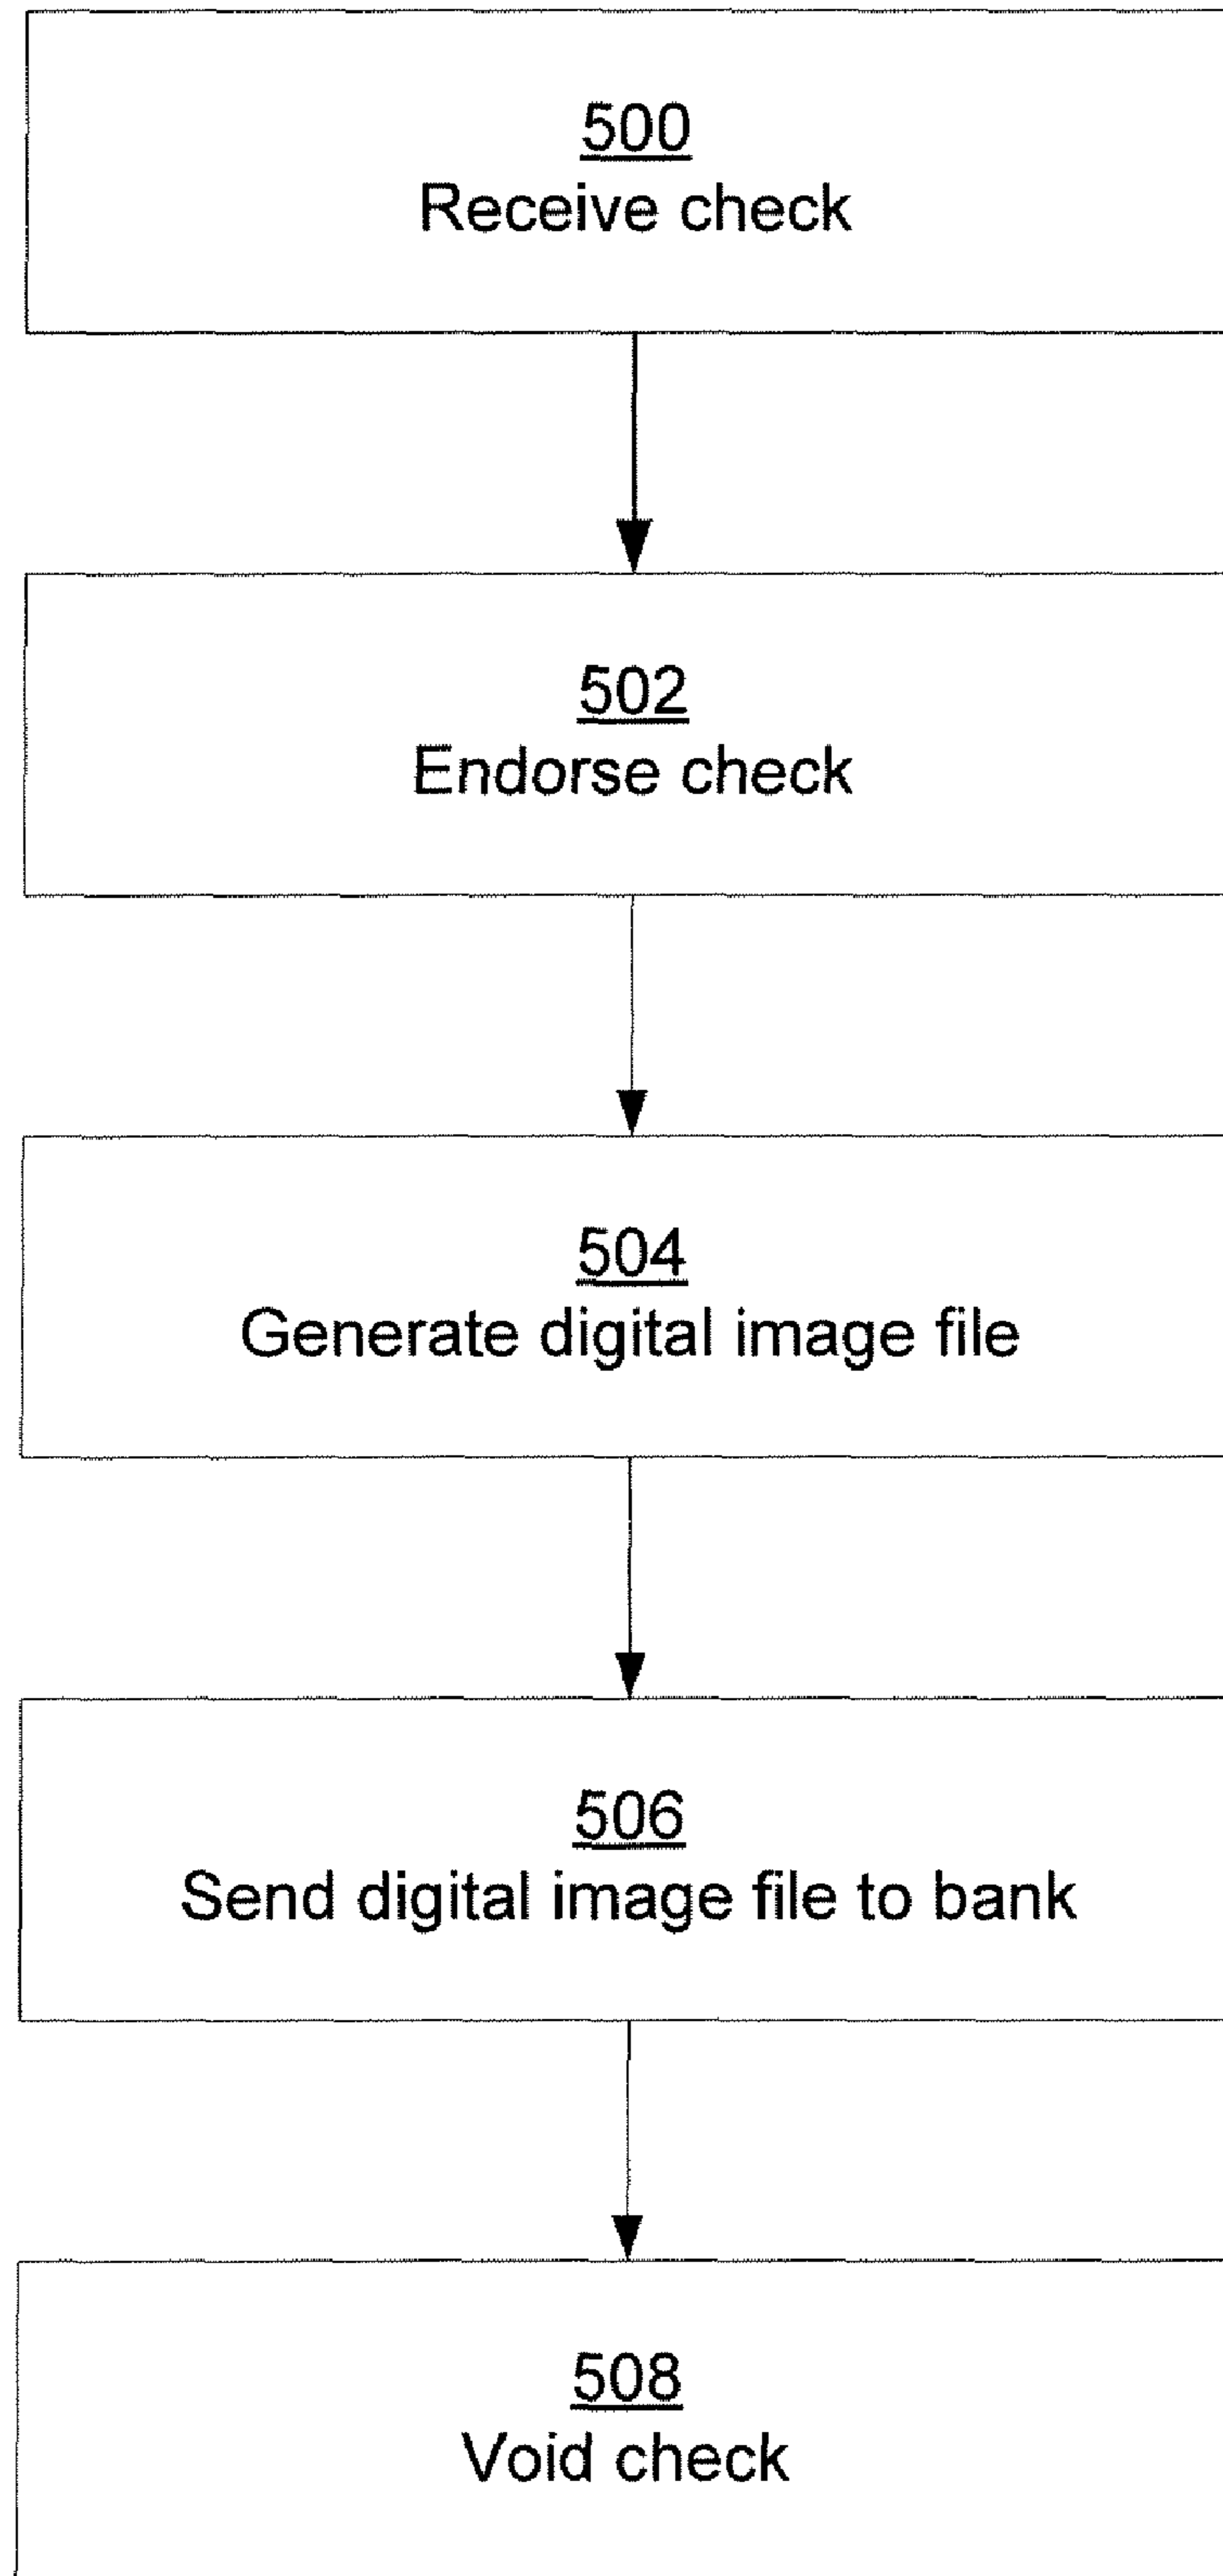 500
Receive check
502
Endorse check
504
Generate digital image file
506
Send digital image file to bank
508
Void check